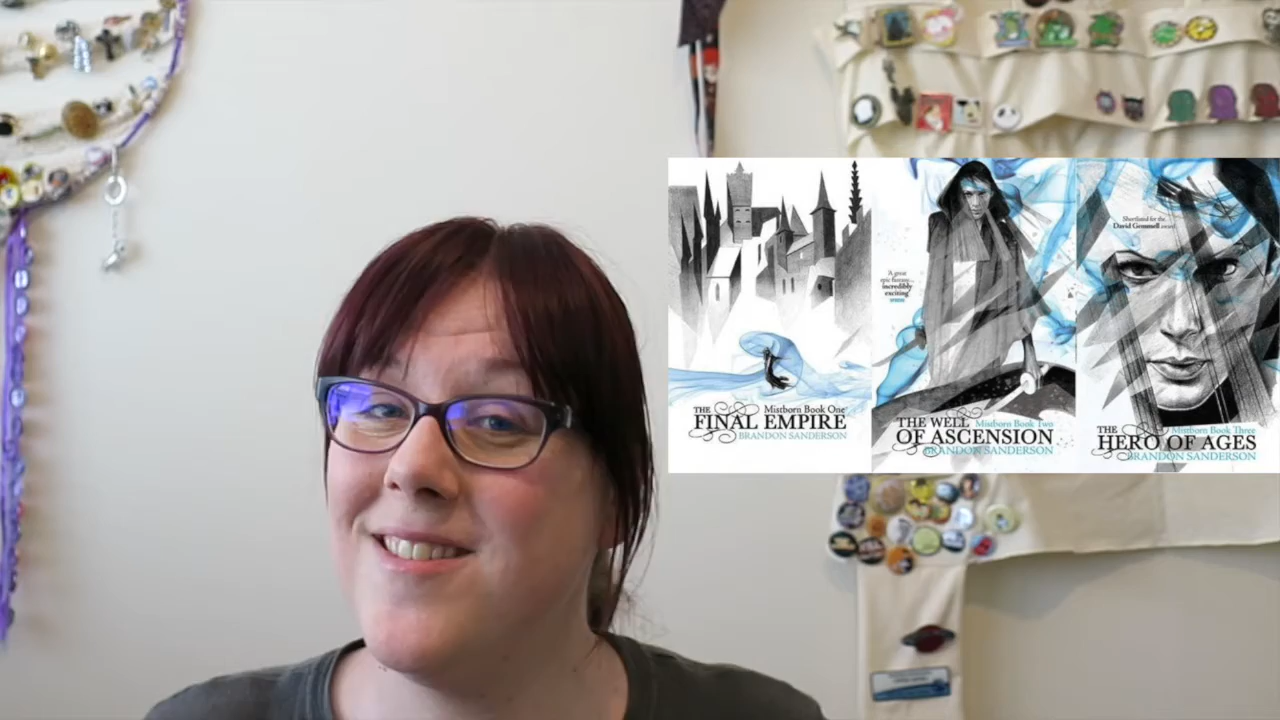 THE
Mistborn Book One
FINAL EMPIRE
BRANDON SANDERSON
'A great
epic fantasy...
incredibly
exciting'
THE WELL
Mistborn Book Two
OF ASCENSION
BRANDON SANDERSON
Shortlisted for the
David Gemmell award
THE
Mistborn Book Three
HERO OF AGES
BRANDON SANDERSON